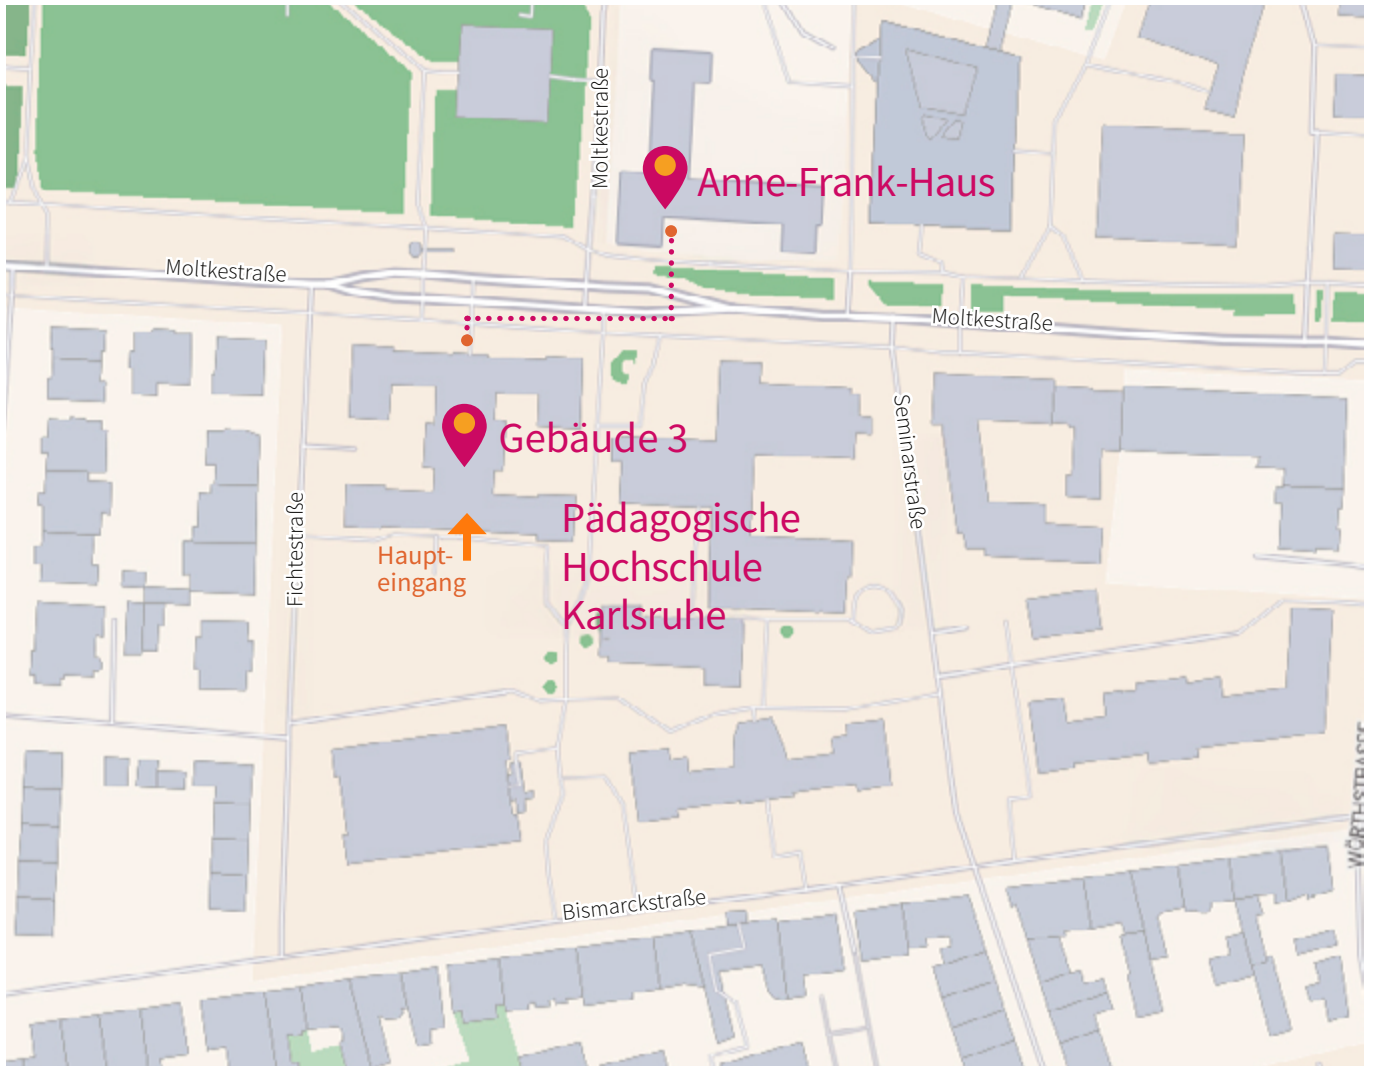 Moltkestraße
Anne-Frank-Haus
Moltkestraße
Moltkestraße
Seminarstraße
Gebäude 3
Fichtestraße
Pädagogische
Hochschule
Karlsruhe
Haupt-
eingang
WÖRTHSTRASSE
Bismarckstraße